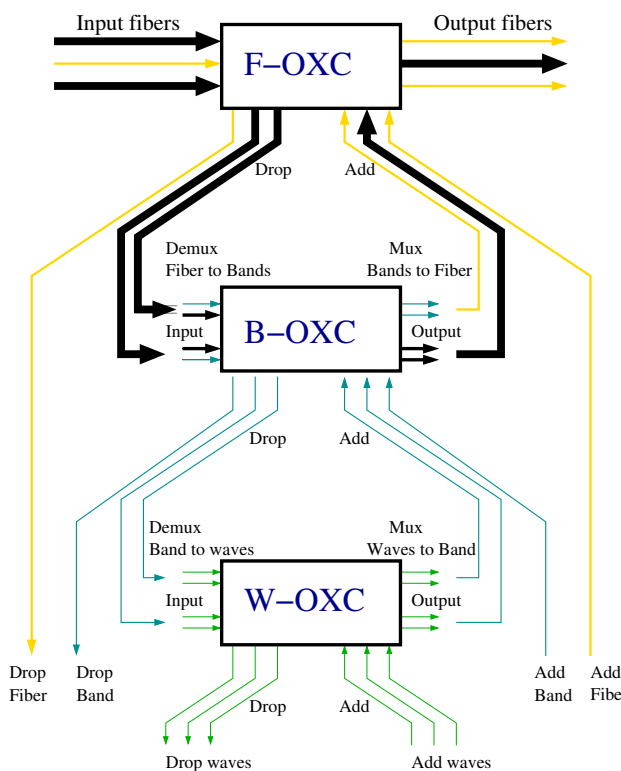 Input fibers
Output fibers
F–OXC
Drop
Add
Demux
Fiber to Bands
Mux
Bands to Fiber
Input
B–OXC
Output
Drop
Add
Demux
Band to waves
Mux
Waves to Band
Input
W–OXC
Output
Drop
Fiber
Drop
Band
Drop
Add
Add
Band
Add
Fibe
Drop waves
Add waves